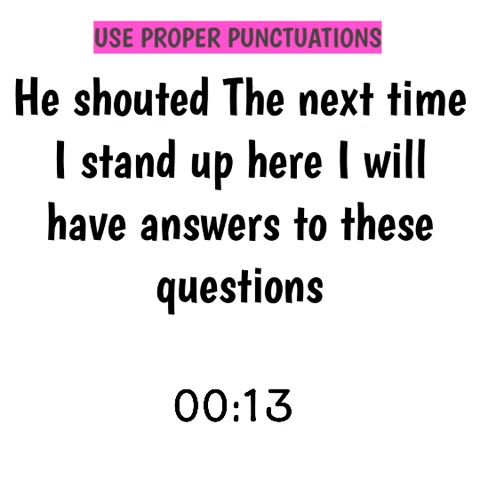 USE PROPER PUNCTUATIONS
He shouted The next time
I stand up here I will
have answers to these
questions
00:13